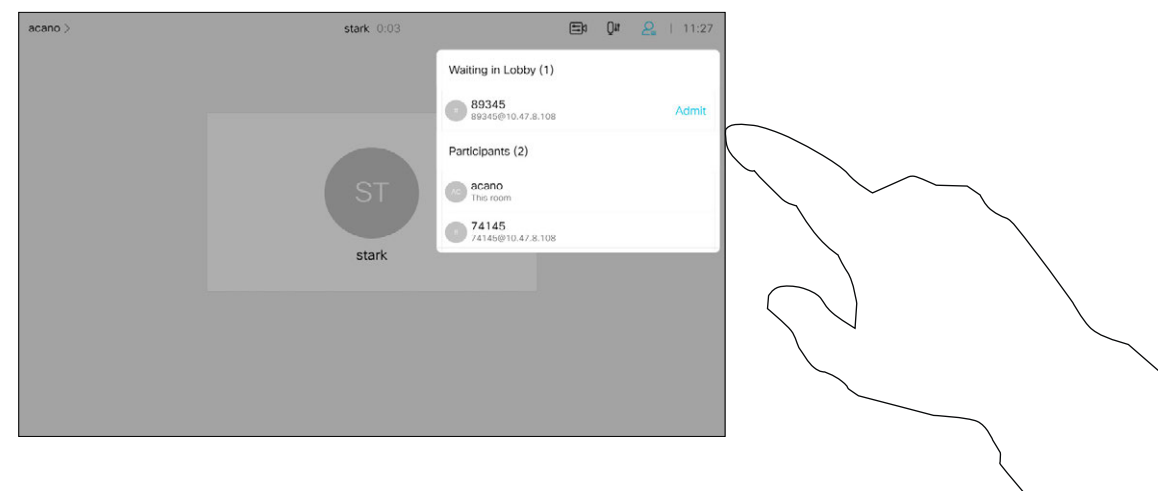 acano >
stark 0:03
11:27
Waiting in Lobby (1)
89345
89345@10.47.8.108
Admit
Participants (2)
AC
acano
This room
74145
74145@10.47.8.108
ST
stark